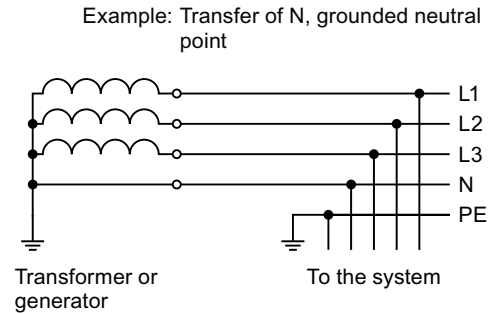 Example: Transfer of N, grounded neutral
point
L1
L2
L3
N
PE
Transformer or
generator
To the system